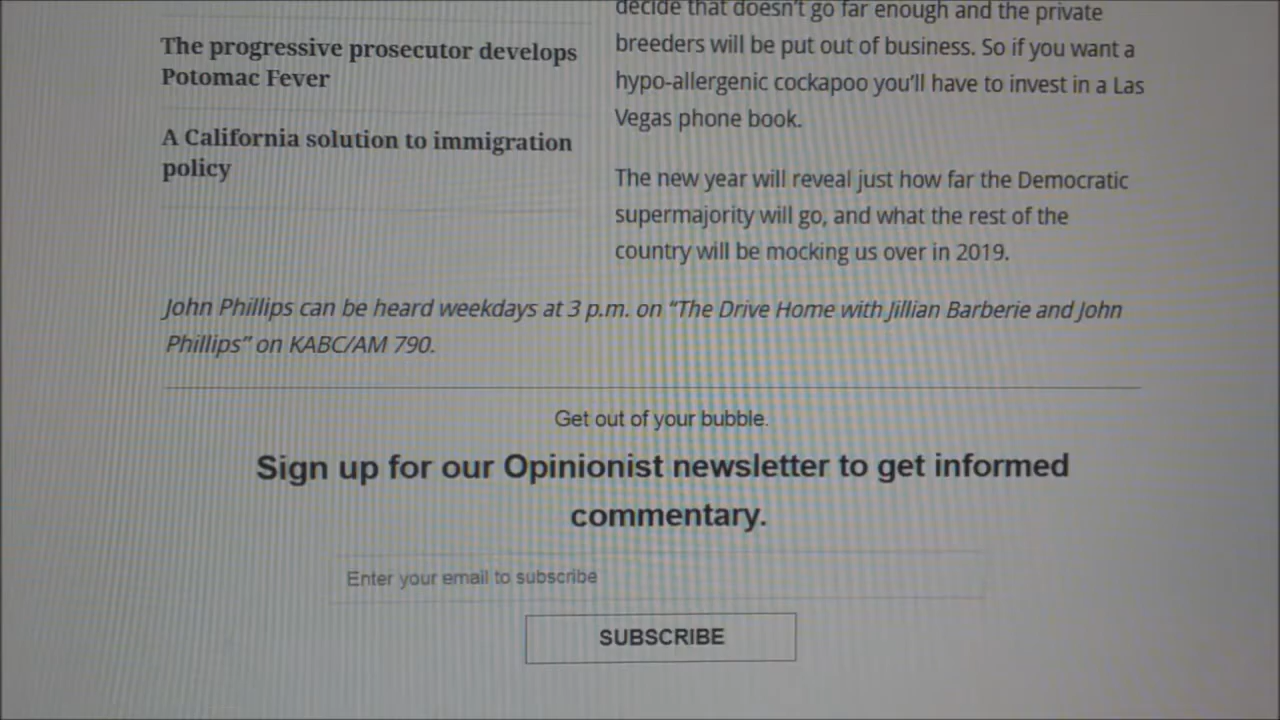 The progressive prosecutor develops
Potomac Fever
A California solution to immigration
policy
decide that doesn't go far enough and the private
breeders will be put out of business. So if you want a
hypo-allergenic cockapoo you'll have to invest in a Las
Vegas phone book.
The new year will reveal just how far the Democratic
supermajority will go, and what the rest of the
country will be mocking us over in 2019.
John Phillips can be heard weekdays at 3 p.m. on “The Drive Home with Jillian Barberie and John
Phillips” on KABC/AM 790.
Get out of your bubble.
Sign up for our Opinionist newsletter to get informed
commentary.
Enter your email to subscribe
SUBSCRIBE